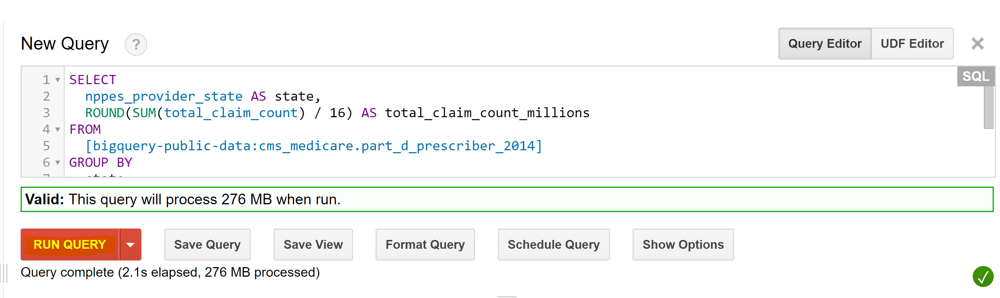 New Query ? Query Editor UDF Editor
SQL
1 SELECT
2 nppes_provider_state AS state,
3 ROUND(SUM(total_claim_count) / 16) AS total_claim_count_millions
4 FROM
5 [bigquery-public-data:cms_medicare.part_d_prescriber_2014]
6 GROUP BY
7 state
Valid: This query will process 276 MB when run.
RUN QUERY Save Query Save View Format Query Schedule Query Show Options
Query complete (2.1s elapsed, 276 MB processed)